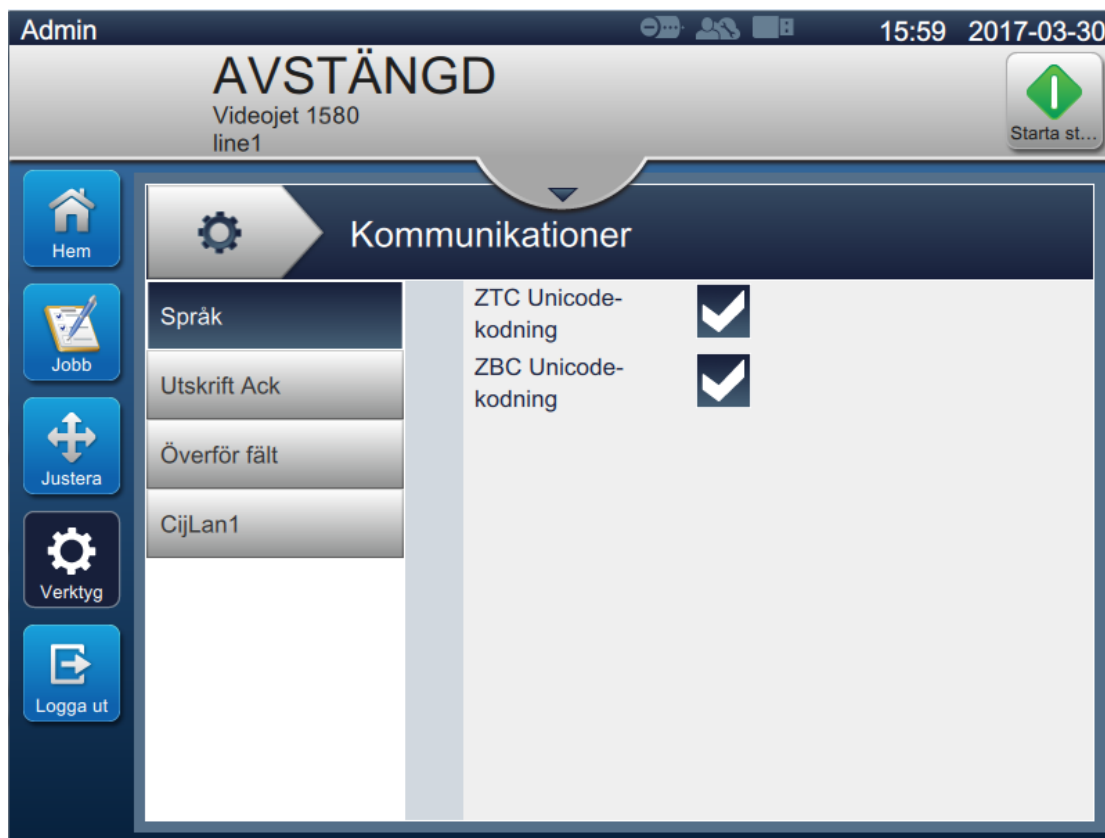 Admin
15:59 2017-03-30
AVSTÄNGD
Videojet 1580
line1
Starta st...
Hem
Jobb
Justera
Verktyg
Logga ut
Kommunikationer
Språk
Utskrift Ack
Överför fält
CijLan1
ZTC Unicode-
kodning
ZBC Unicode-
kodning